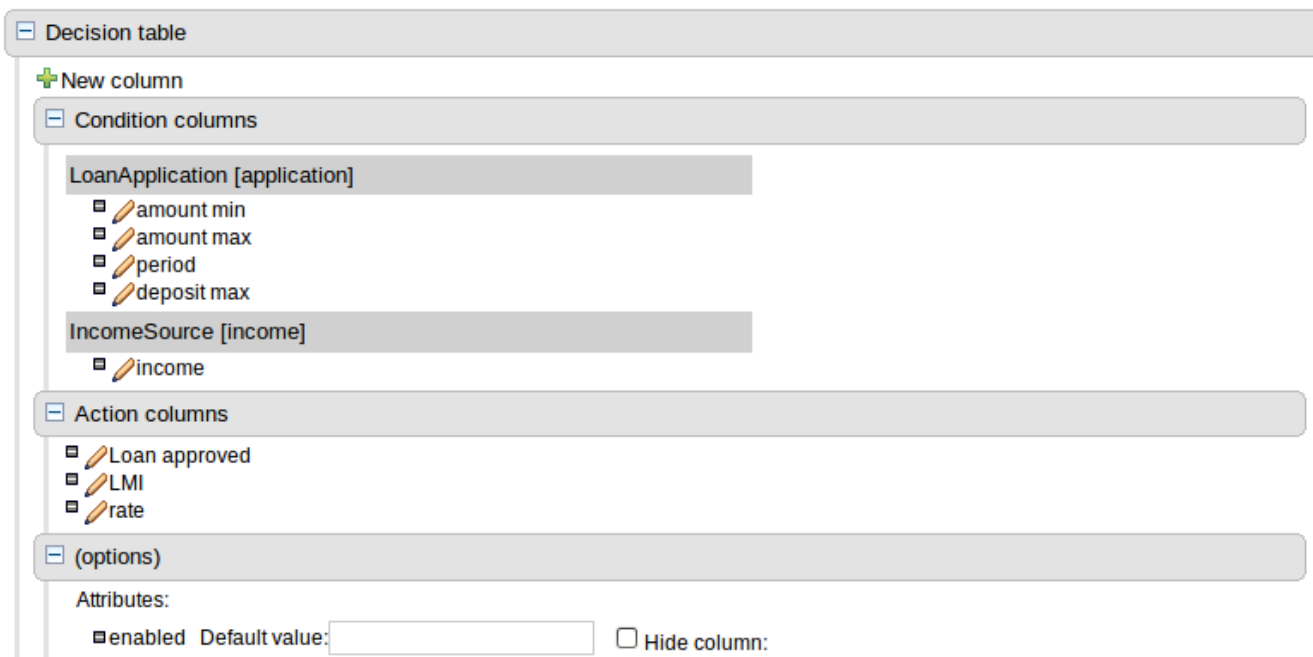 Decision table
New column
Condition columns
LoanApplication [application]
amount min
amount max
period
deposit max
IncomeSource [income]
income
Action columns
Loan approved
LMI
rate
(options)
Attributes:
enabled Default value: Hide column: